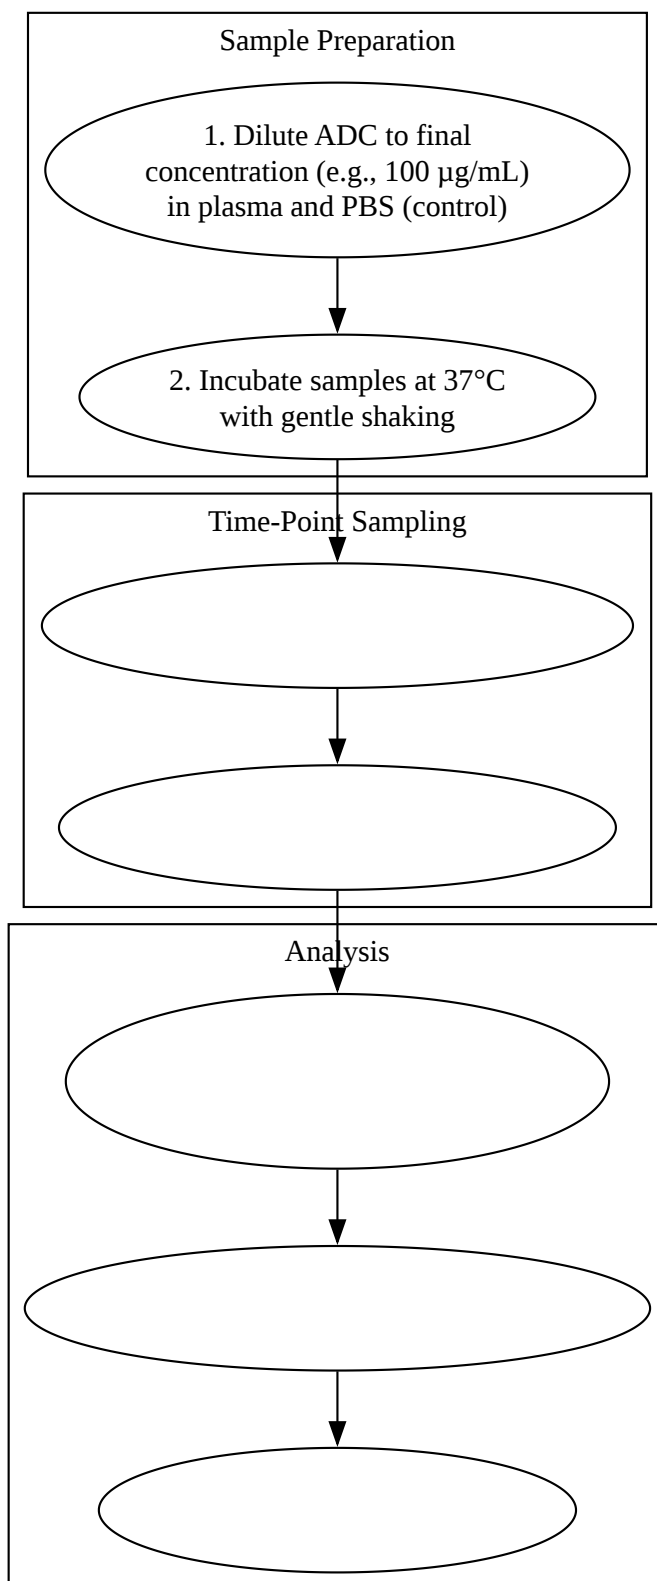 Sample Preparation
1. Dilute ADC to final
concentration (e.g., 100 µg/mL)
in plasma and PBS (control)
2. Incubate samples at 37°C
with gentle shaking
Time-Point Sampling
Analysis